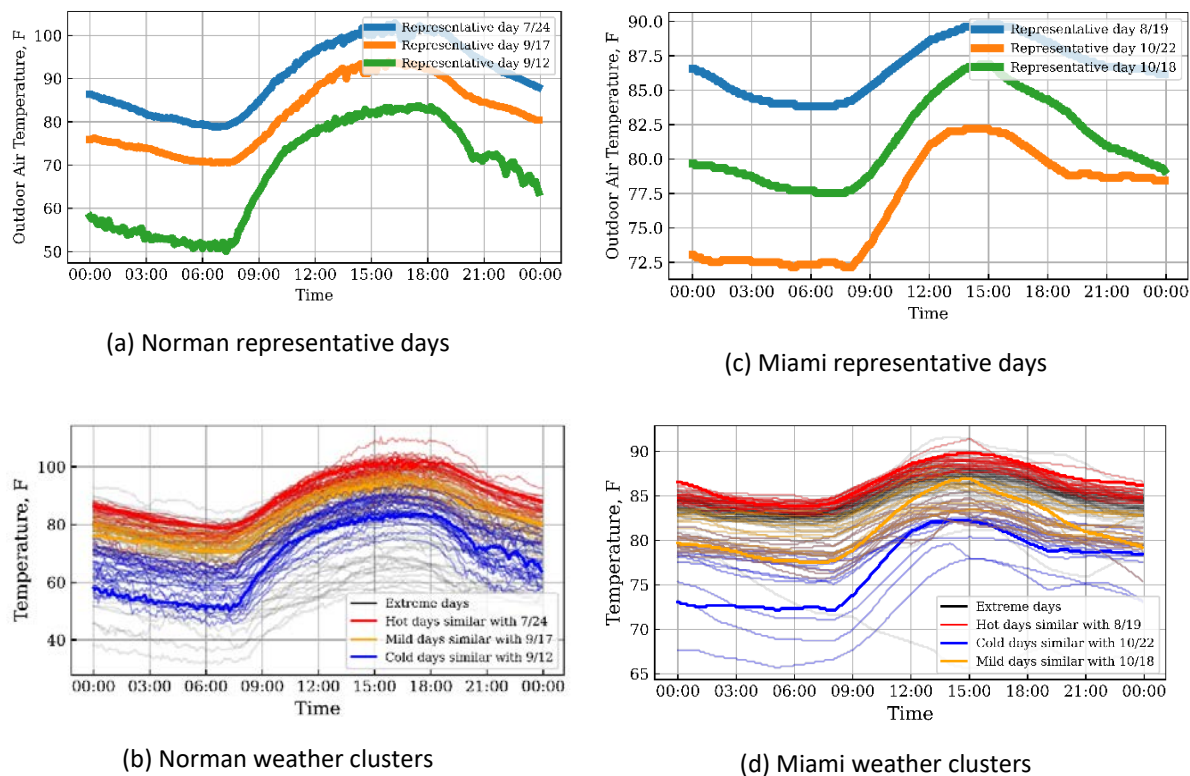 100
90
80
70
60
50
Outdoor Air Temperature, F
Representative day 7/24
Representative day 9/17
Representative day 9/12
00:00 03:00 06:00 09:00 12:00 15:00 18:00 21:00 00:00
Time
(a) Norman representative days
90.0
87.5
85.0
82.5
80.0
77.5
75.0
72.5
Outdoor Air Temperature, F
Representative day 8/19
Representative day 10/22
Representative day 10/18
00:00 03:00 06:00 09:00 12:00 15:00 18:00 21:00 00:00
Time
(c) Miami representative days
100
80
60
40
Temperature, F
Extreme days
Hot days similar with 7/24
Mild days similar with 9/17
Cold days similar with 9/12
00:00 03:00 06:00 09:00 12:00 15:00 18:00 21:00 00:00
Time
(b) Norman weather clusters
90
85
80
75
70
65
Temperature, F
Extreme days
Hot days similar with 8/19
Cold days similar with 10/22
Mild days similar with 10/18
00:00 03:00 06:00 09:00 12:00 15:00 18:00 21:00 00:00
Time
(d) Miami weather clusters